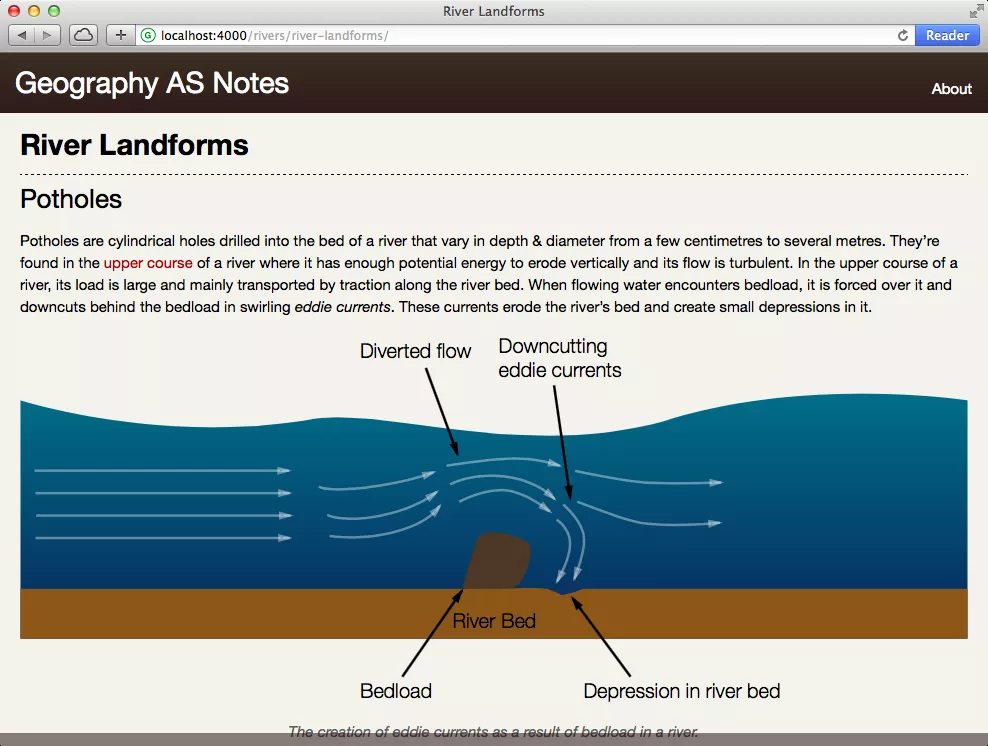 River Landforms
localhost:4000/rivers/river-landforms/
Reader
Geography AS Notes
About
River Landforms
Potholes
Potholes are cylindrical holes drilled into the bed of a river that vary in depth & diameter from a few centimetres to several metres. They’re
found in the upper course of a river where it has enough potential energy to erode vertically and its flow is turbulent. In the upper course of a
river, its load is large and mainly transported by traction along the river bed. When flowing water encounters bedload, it is forced over it and
downcuts behind the bedload in swirling eddie currents. These currents erode the river’s bed and create small depressions in it.
Diverted flow
Downcutting
eddie currents
River Bed
Bedload
Depression in river bed
The creation of eddie currents as a result of bedload in a river.